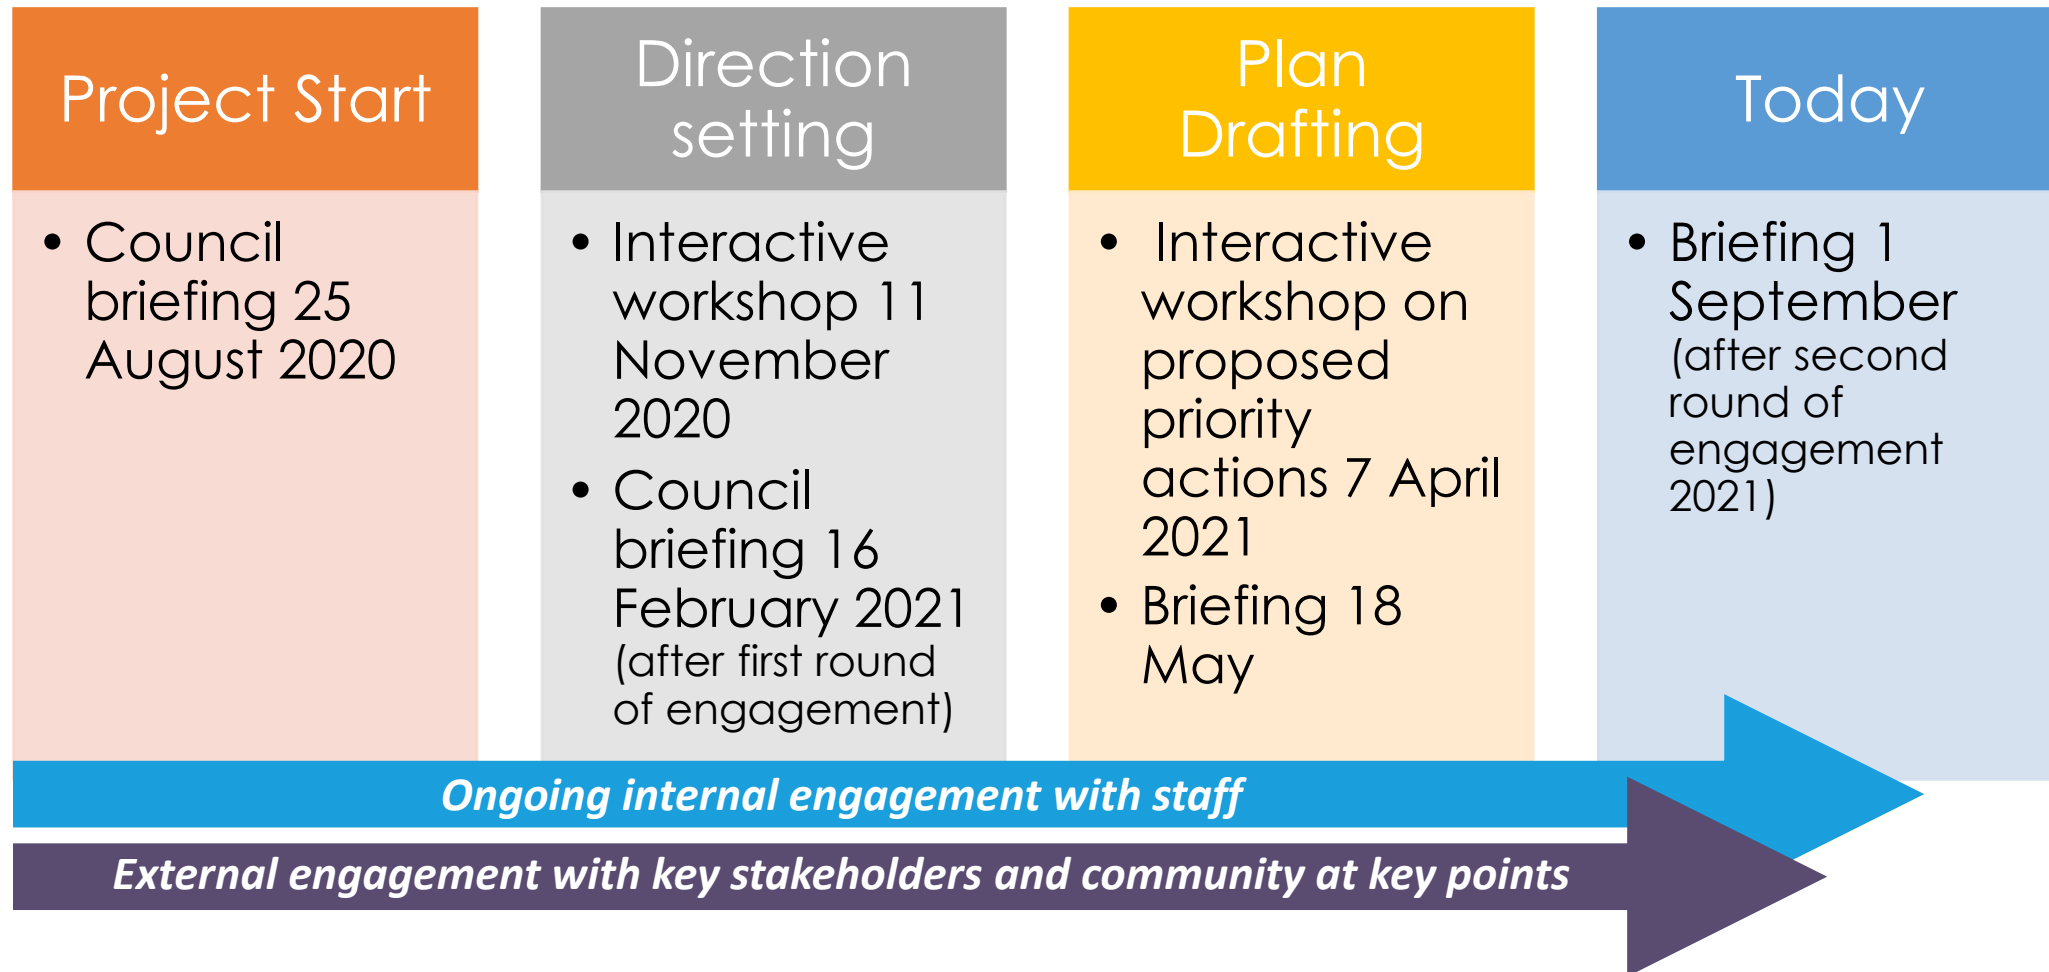 Project Start
• Council
briefing 25
August 2020
Direction
setting
• Interactive
workshop 11
November
2020
• Council
briefing 16
February 2021
(after first round
of engagement)
Plan
Drafting
• Interactive
workshop on
proposed
priority
actions 7 April
2021
• Briefing 18
May
Today
• Briefing 1
September
(after second
round of
engagement
2021)
Ongoing internal engagement with staff
External engagement with key stakeholders and community at key points